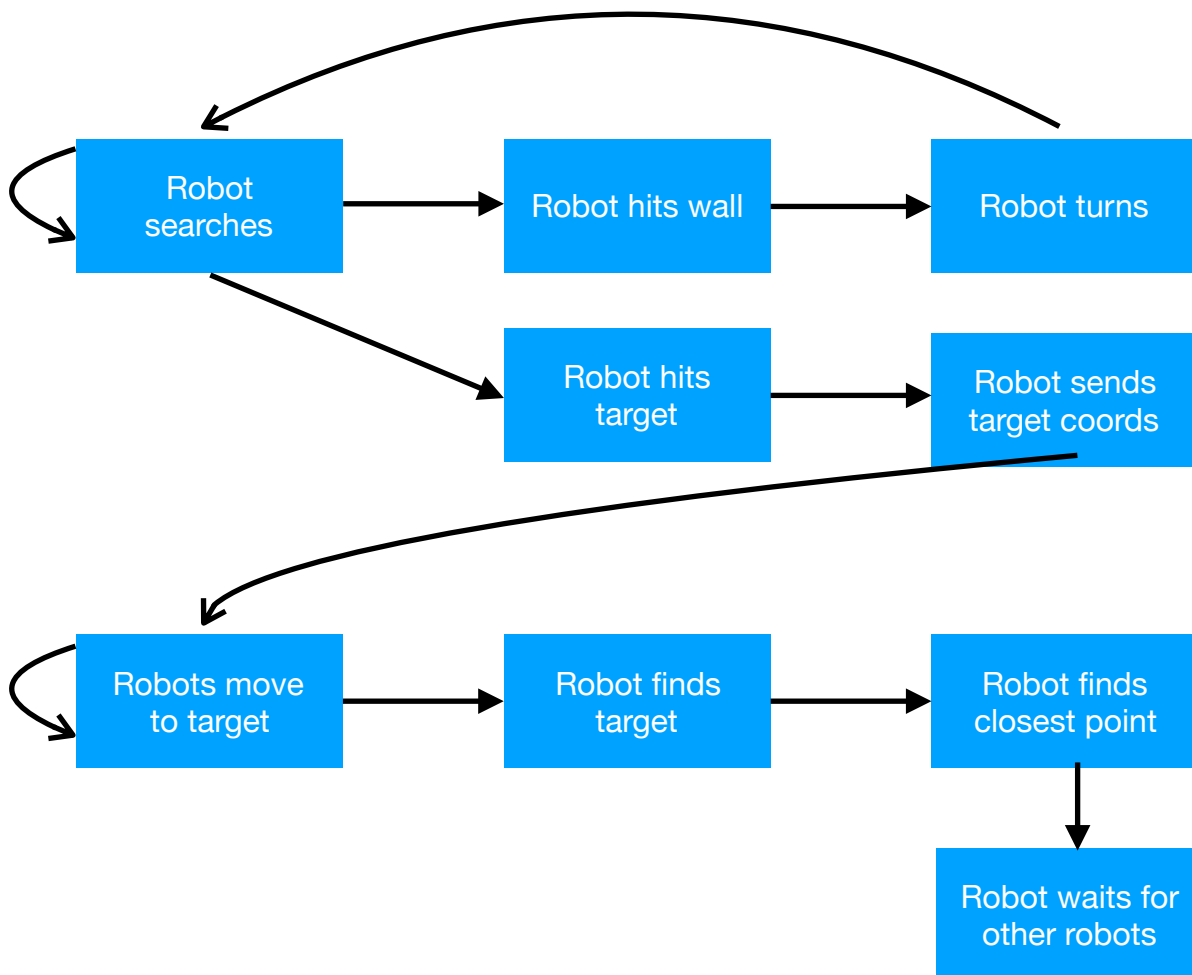 Robot
searches
Robot hits wall
Robot turns
Robot hits
target
Robot sends
target coords
Robots move
to target
Robot finds
target
Robot finds
closest point
Robot waits for
other robots